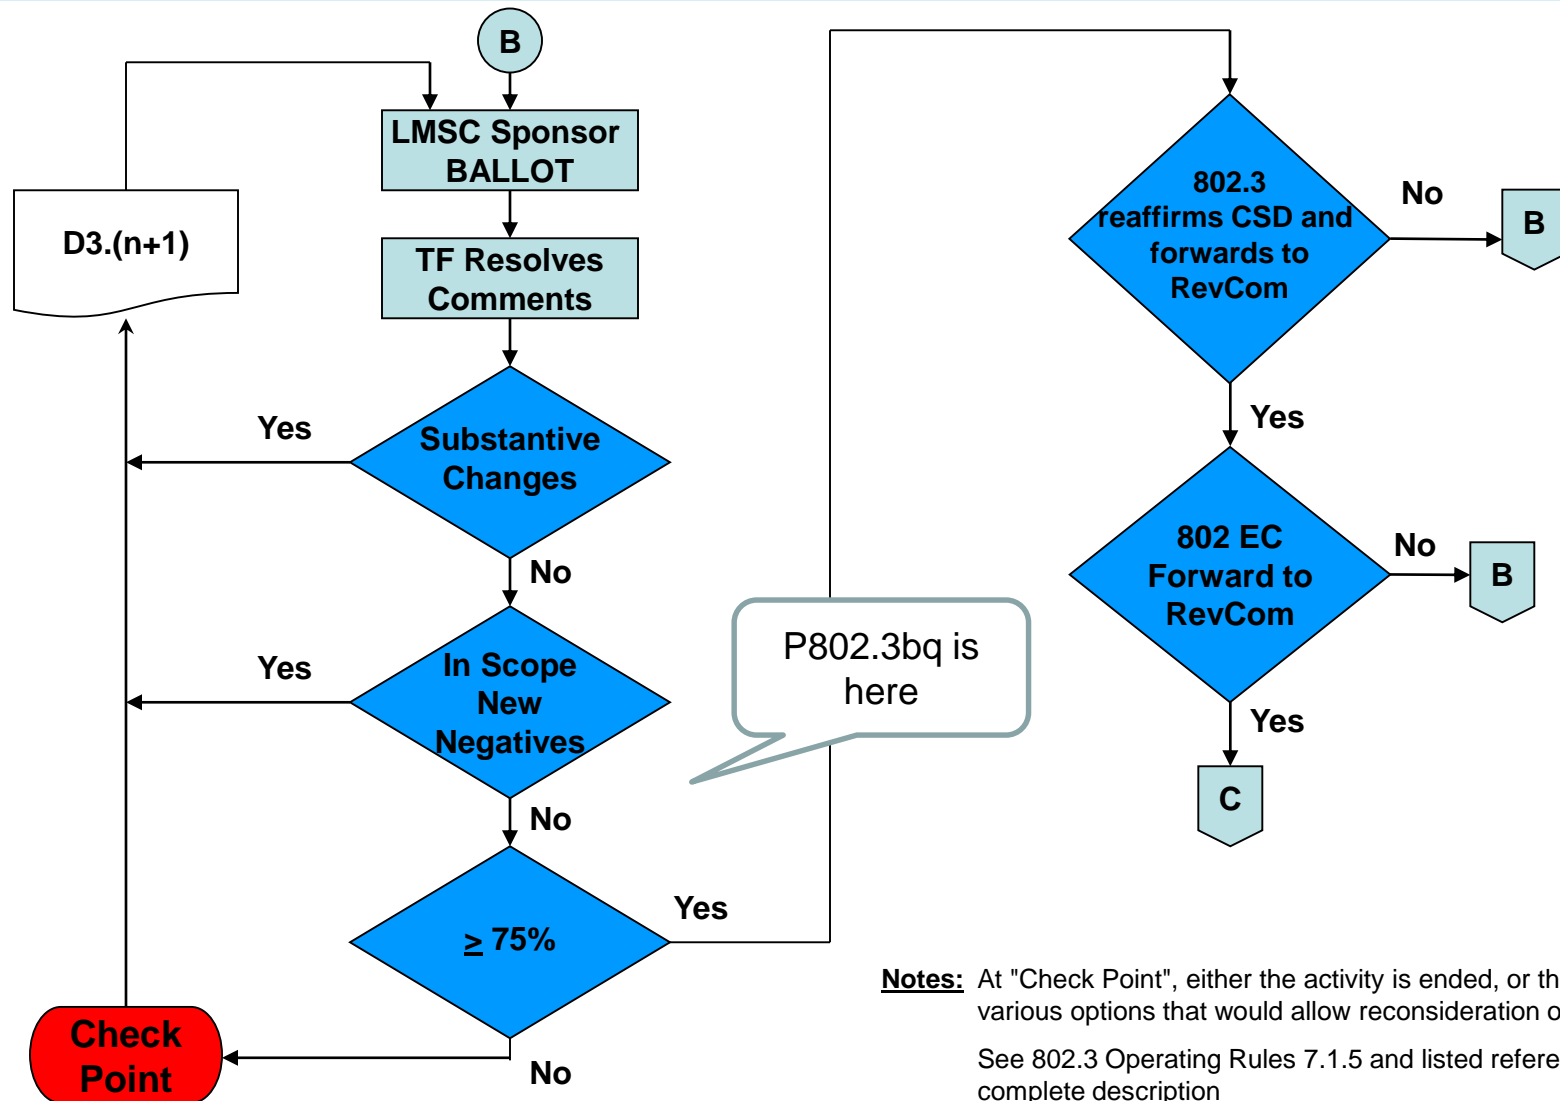 B
LMSC Sponsor
BALLOT
TF Resolves
Comments
D3.(n+1)
Substantive
Changes
Yes
No
In Scope
New
Negatives
Yes
No
≥ 75%
Yes
No
Check
Point
P802.3bq is
here
802.3
reaffirms CSD and
forwards to
RevCom
No
B
Yes
802 EC
Forward to
RevCom
No
B
Yes
C
Notes: At "Check Point", either the activity is ended, or
various options that would allow reconsideration
See 802.3 Operating Rules 7.1.5 and listed
complete description